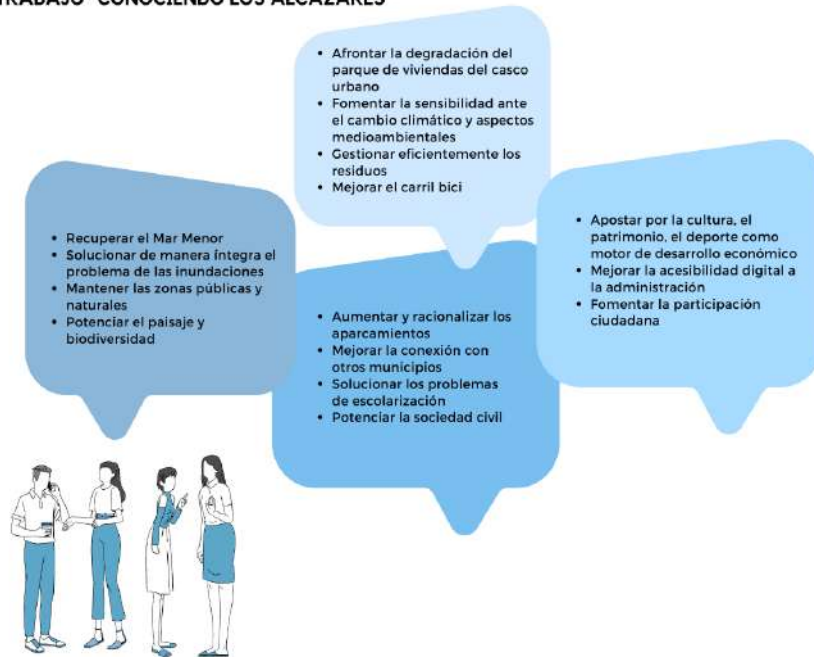 TRABAJO "CONOCIENDO LOS ALCÁZARES"
• Afrontar la degradación del
parque de viviendas del casco
urbano
• Fomentar la sensibilidad ante
el cambio climático y aspectos
medioambientales
• Gestionar eficientemente los
residuos
• Mejorar el carril bici
• Recuperar el Mar Menor
• Solucionar de manera íntegra el
problema de las inundaciones
• Mantener las zonas públicas y
naturales
• Potenciar el paisaje y
biodiversidad
• Aumentar y racionalizar los
aparcamientos
• Mejorar la conexión con
otros municipios
• Solucionar los problemas
de escolarización
• Potenciar la sociedad civil
• Apostar por la cultura, el
patrimonio, el deporte como
motor de desarrollo económico
• Mejorar la acesibilidad digital a
la administración
• Fomentar la participación
ciudadana